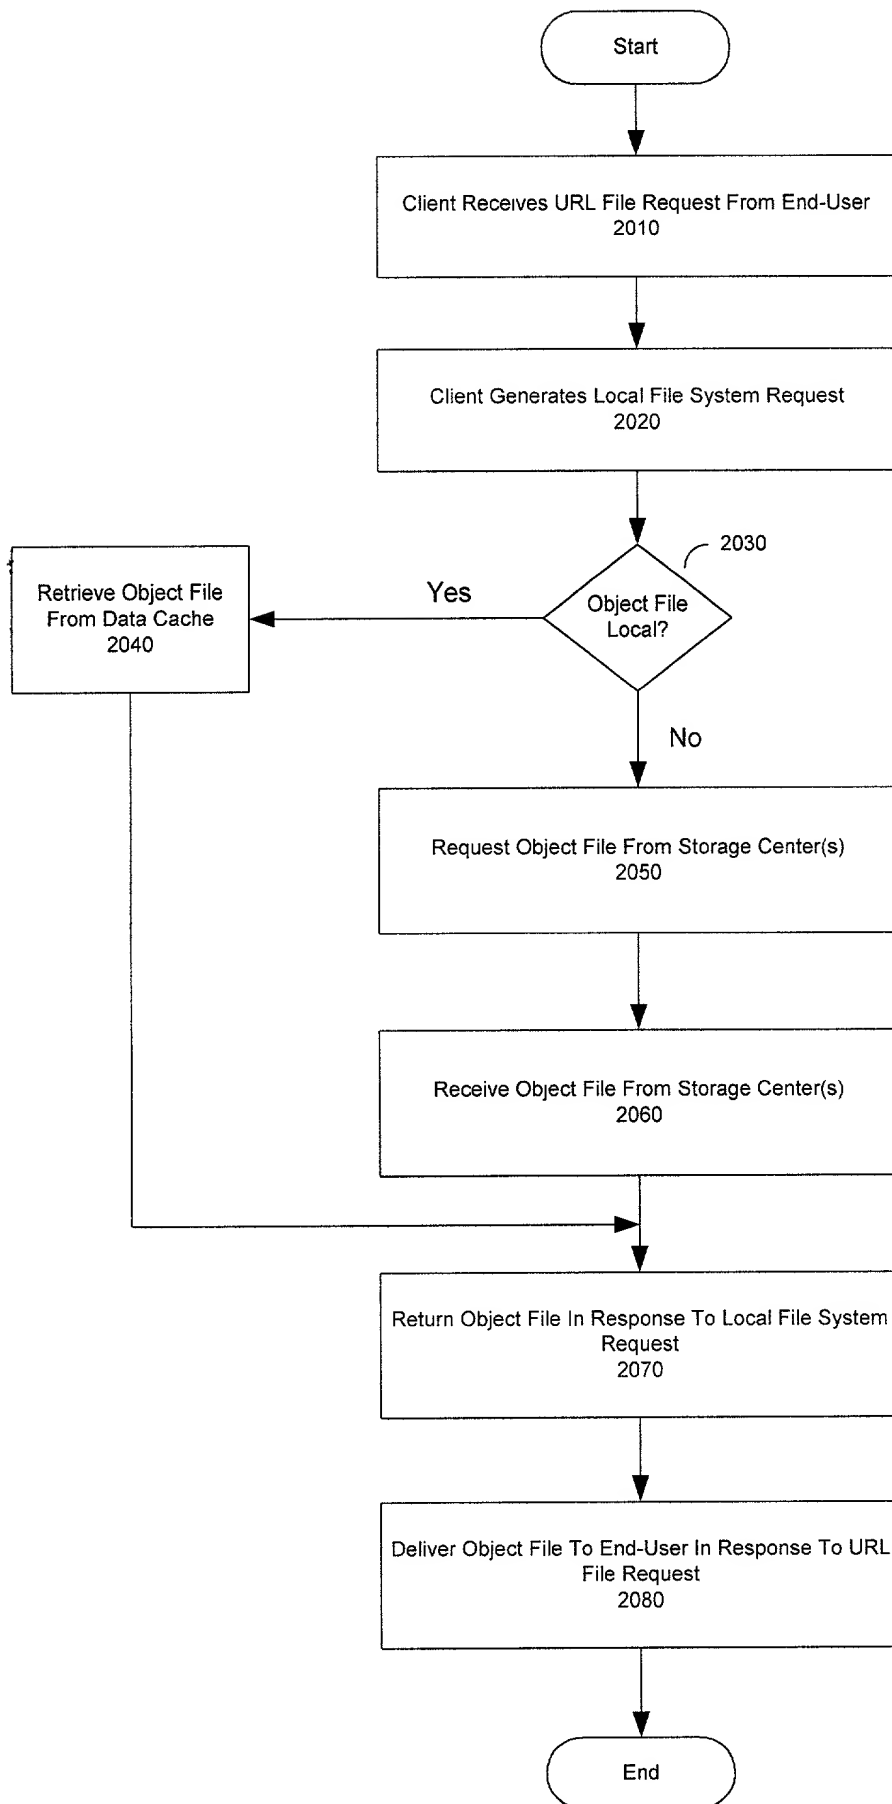 Start
Client Receives URL File Request From End-User
2010
Client Generates Local File System Request
2020
2030
Object File
Local?
Yes
Retrieve Object File
From Data Cache
2040
No
Request Object File From Storage Center(s)
2050
Receive Object File From Storage Center(s)
2060
Return Object File In Response To Local File System
Request
2070
Deliver Object File To End-User In Response To URL
File Request
2080
End